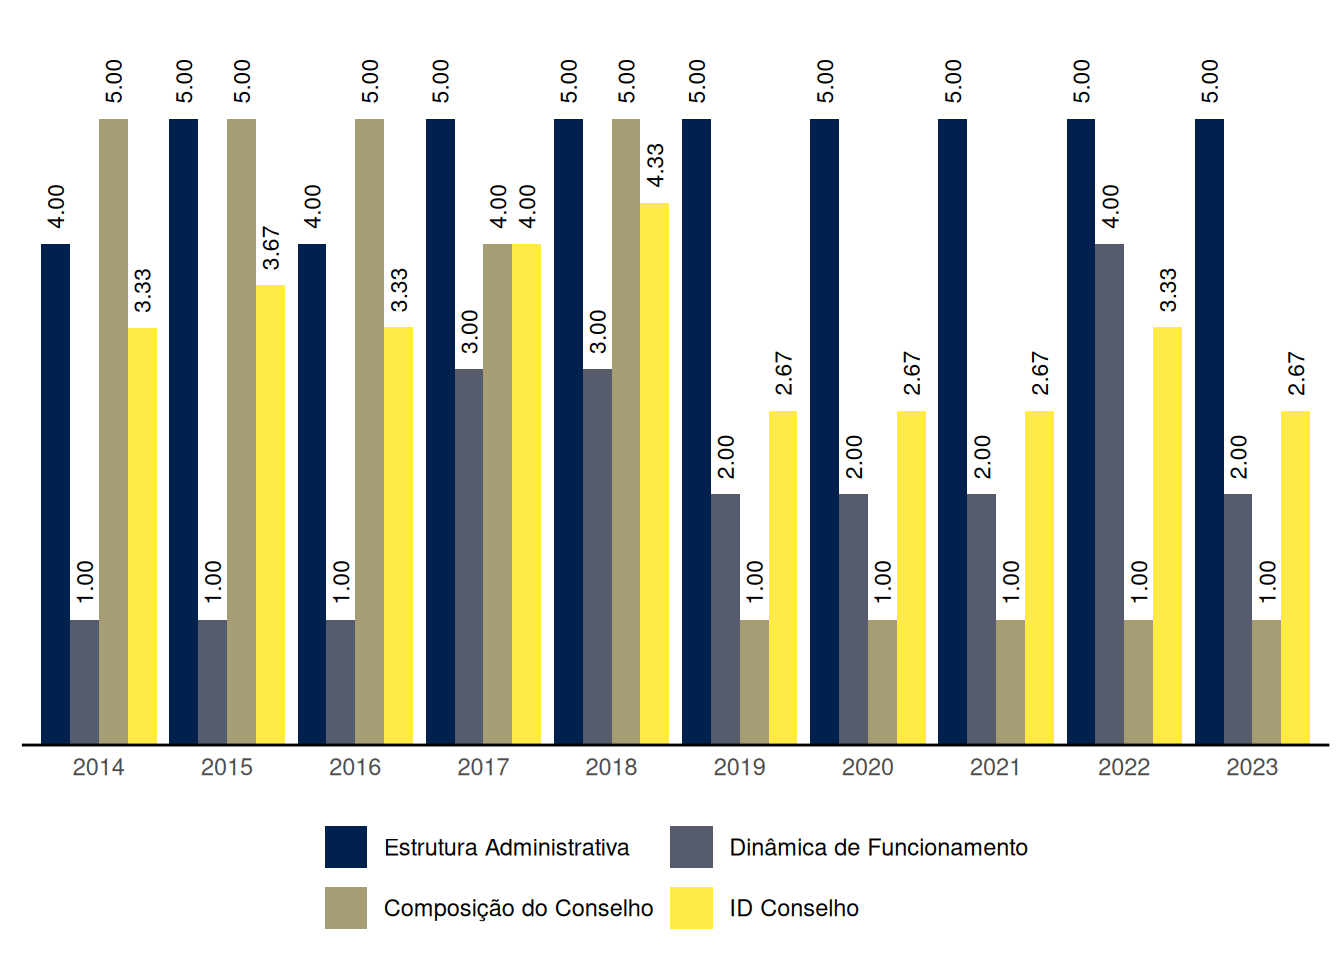 4.00 1.00 5.00 3.33 5.00 1.00 5.00 3.67 4.00 1.00 5.00 3.33 5.00 3.00 4.00 4.00 5.00 3.00 5.00 4.33 5.00 2.00 1.00 2.67 5.00 2.00 1.00 2.67 5.00 2.00 1.00 2.67 5.00 4.00 1.00 3.33 5.00 2.00 1.00 2.67
2014 2015 2016 2017 2018 2019 2020 2021 2022 2023
Estrutura Administrativa Dinâmica de Funcionamento
Composição do Conselho ID Conselho